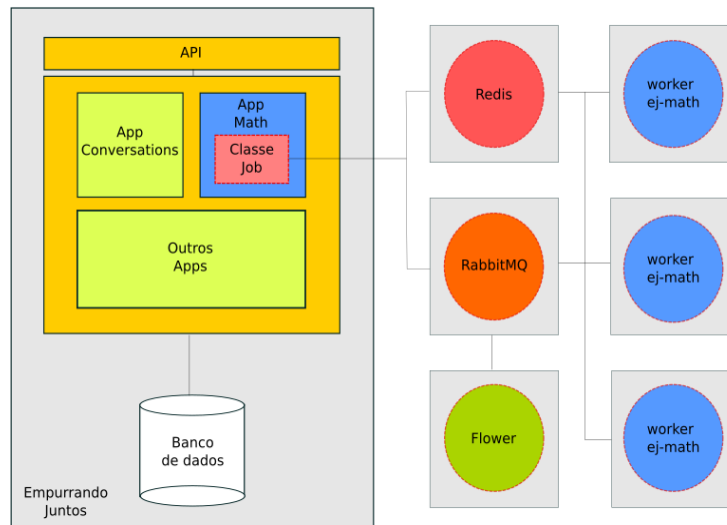 API
App
Conversations
App
Math
Classe
Job
Outros
Apps
Banco
de dados
Empurrando
Juntos
Redis
worker
ej-math
RabbitMQ
worker
ej-math
Flower
worker
ej-math